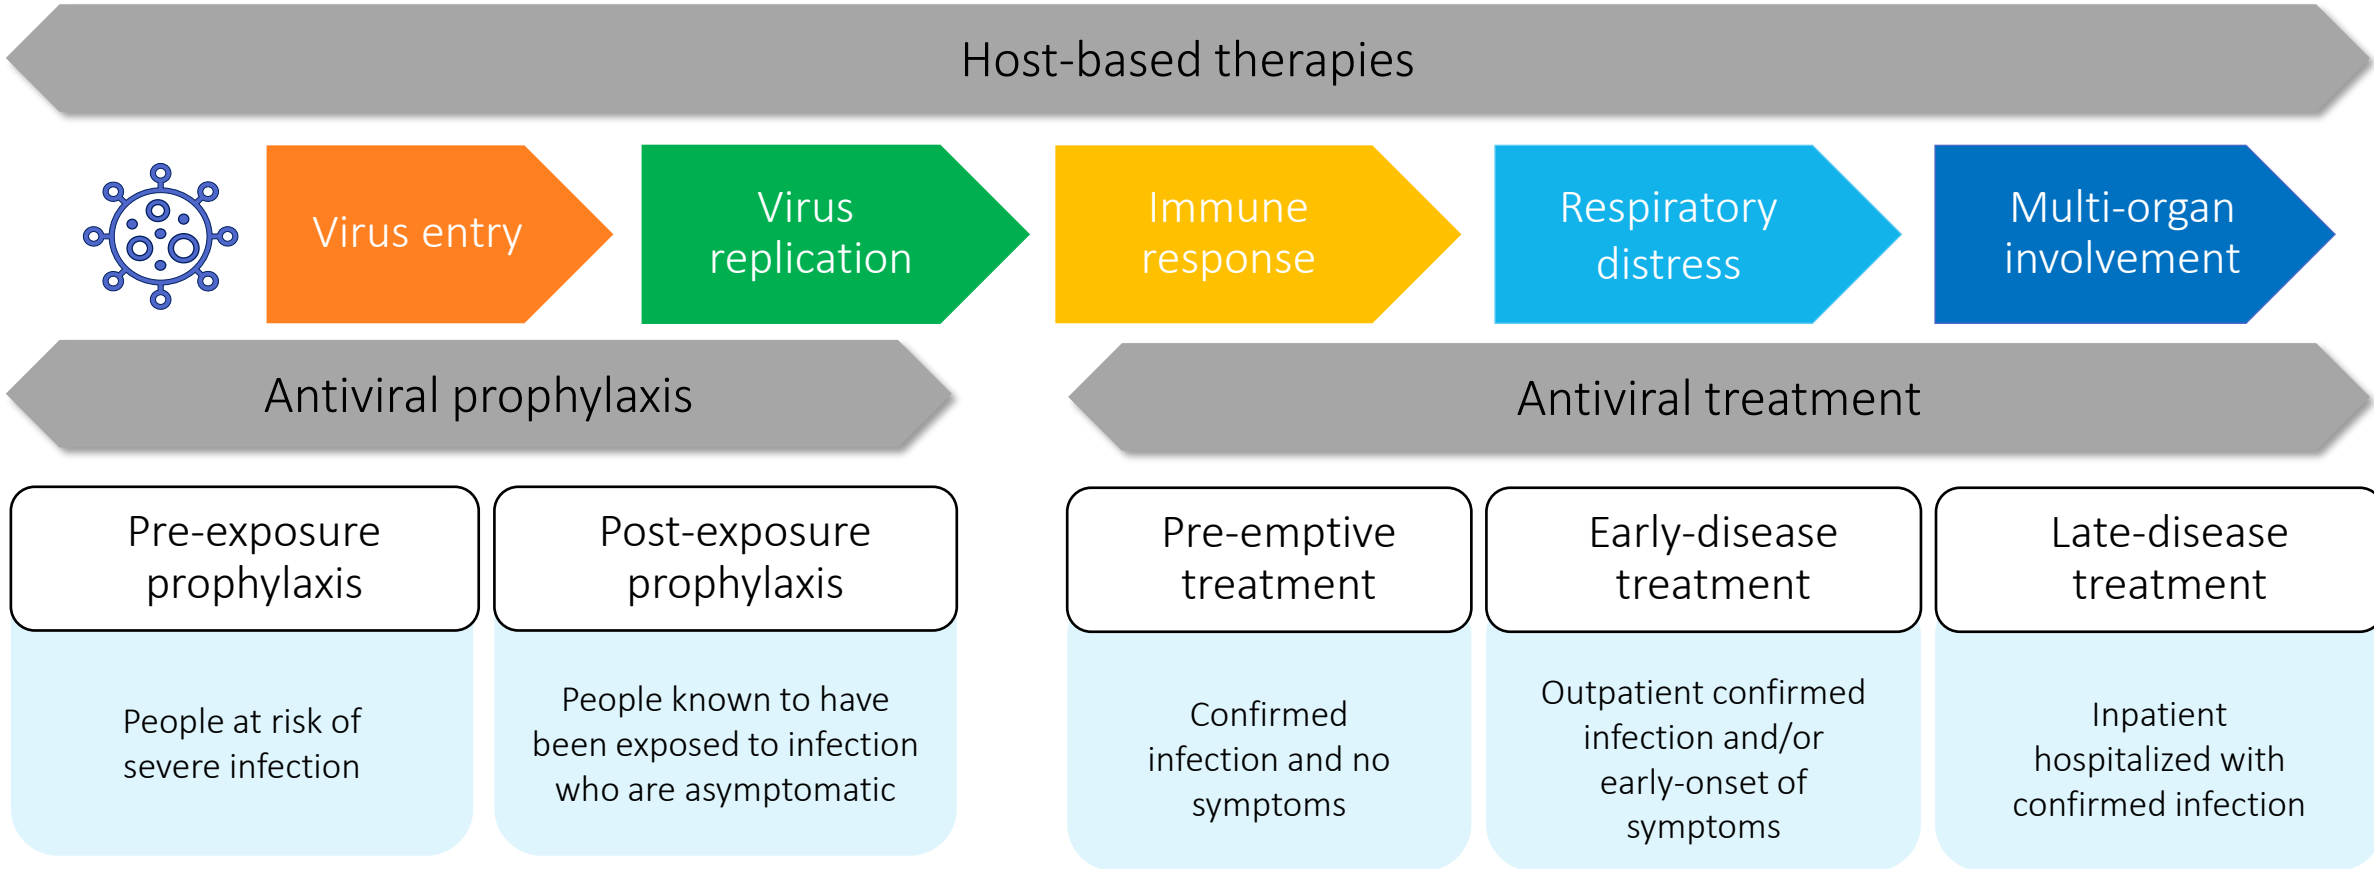 Host-based therapies
Virus entry
Virus
replication
Immune
response
Respiratory
distress
Multi-organ
involvement
Antiviral prophylaxis
Antiviral treatment
Pre-exposure
prophylaxis
People at risk of
severe infection
Post-exposure
prophylaxis
People known to have
been exposed to infection
who are asymptomatic
Pre-emptive
treatment
Confirmed
infection and no
symptoms
Early-disease
treatment
Outpatient confirmed
infection and/or
early-onset of
symptoms
Late-disease
treatment
Inpatient
hospitalized with
confirmed infection